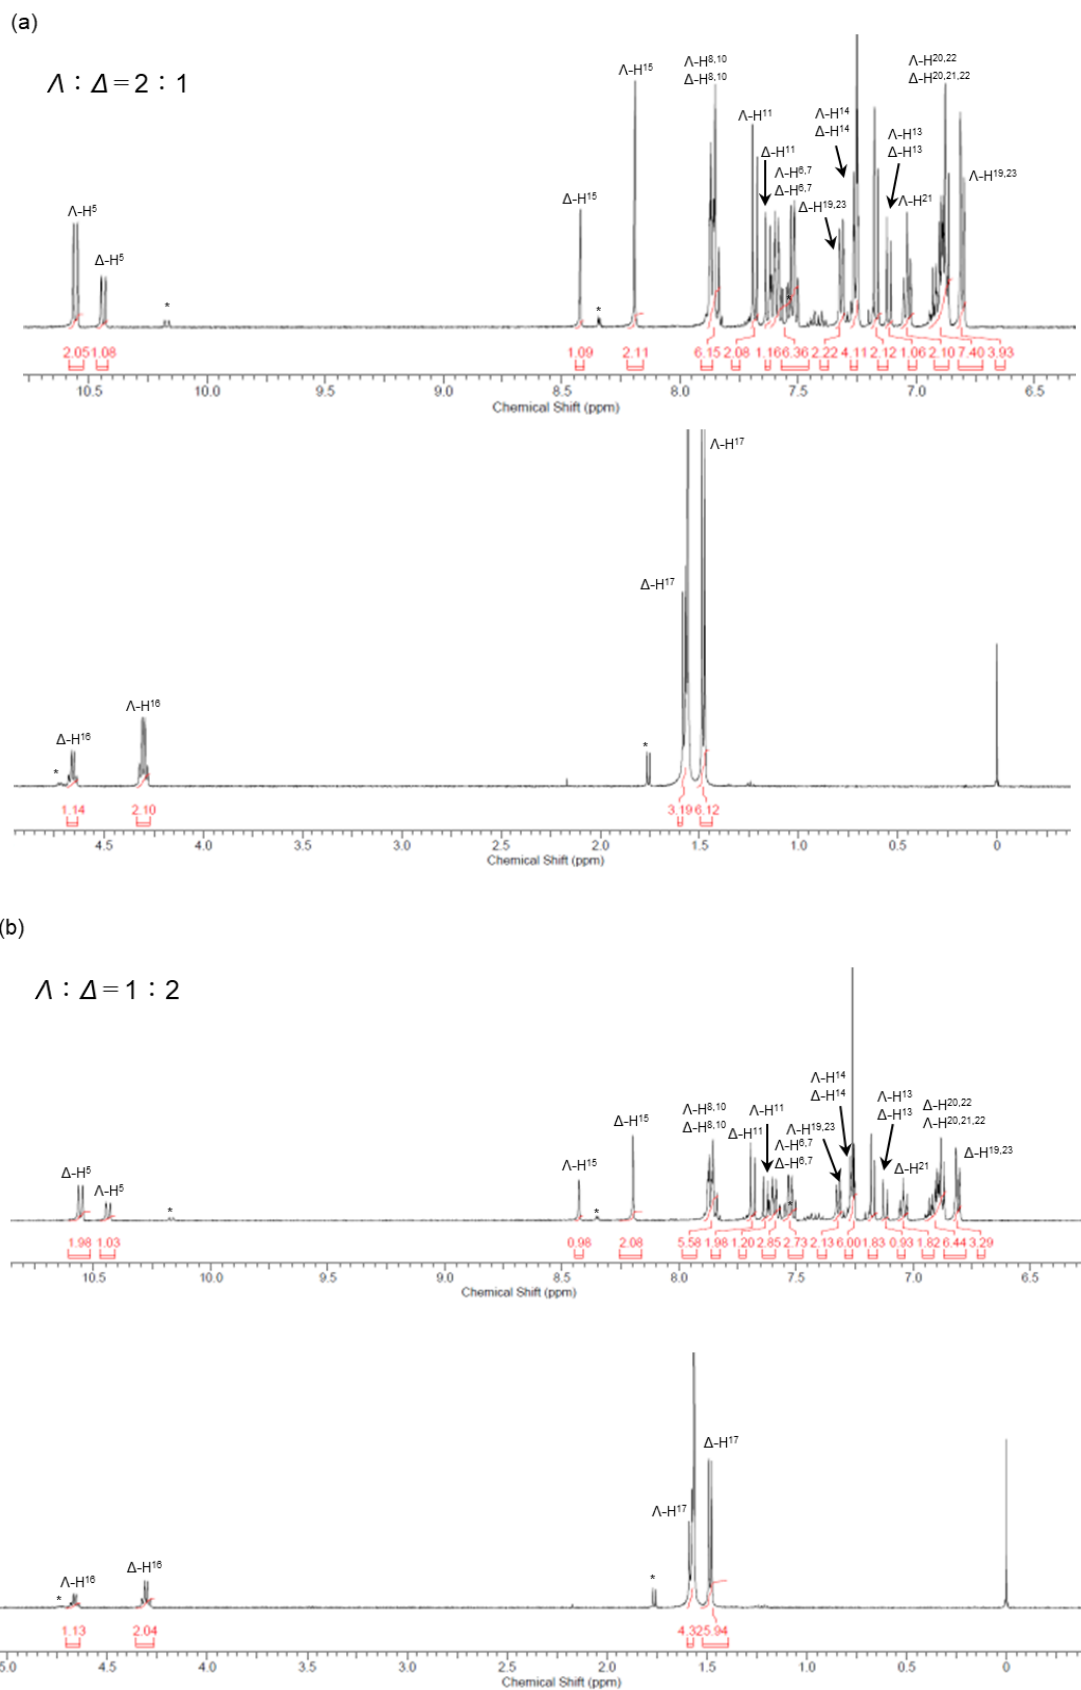 (a)
Λ : Δ = 2 : 1
Λ-H5
Δ-H5
*
Δ-H15
*
Λ-H15
Λ-H8,10
Δ-H8,10
Λ-H11
Δ-H11
Λ-H6,7
Δ-H6,7
Δ-H19,23
Λ-H14
Δ-H14
Λ-H13
Δ-H13
Λ-H21
Λ-H20,22
Δ-H20,21,22
Λ-H19,23
*
2.05 1.08 1.09 2.11 6.15 2.08 1.16 6.36 2.22 4.11 2.12 1.06 2.10 7.40 3.93
10.5 10.0 9.5 9.0 8.5 8.0 7.5 7.0 6.5
Chemical Shift (ppm)
*
Δ-H16
Λ-H16
*
Δ-H17
Λ-H17
1.14 2.10 3.19 6.12
4.5 4.0 3.5 3.0 2.5 2.0 1.5 1.0 0.5 0
Chemical Shift (ppm)
(b)
Λ : Δ = 1 : 2
Δ-H5
Λ-H5
*
Λ-H15
*
Δ-H15
Λ-H8,10
Δ-H8,10
Δ-H11
Λ-H11
Λ-H6,7
Δ-H6,7
Λ-H19,23
Λ-H14
Δ-H14
Λ-H13
Δ-H13
Δ-H21
Δ-H20,22
Λ-H20,21,22
Δ-H19,23
*
1.98 1.03 0.98 2.08 5.58 1.98 1.20 2.85 2.73 2.13 6.00 1.83 0.93 1.82 6.44 3.29
10.5 10.0 9.5 9.0 8.5 8.0 7.5 7.0 6.5
Chemical Shift (ppm)
*
Λ-H16
Δ-H16
*
Λ-H17
Δ-H17
1.13 2.04 4.32 5.94
5.0 4.5 4.0 3.5 3.0 2.5 2.0 1.5 1.0 0.5 0
Chemical Shift (ppm)